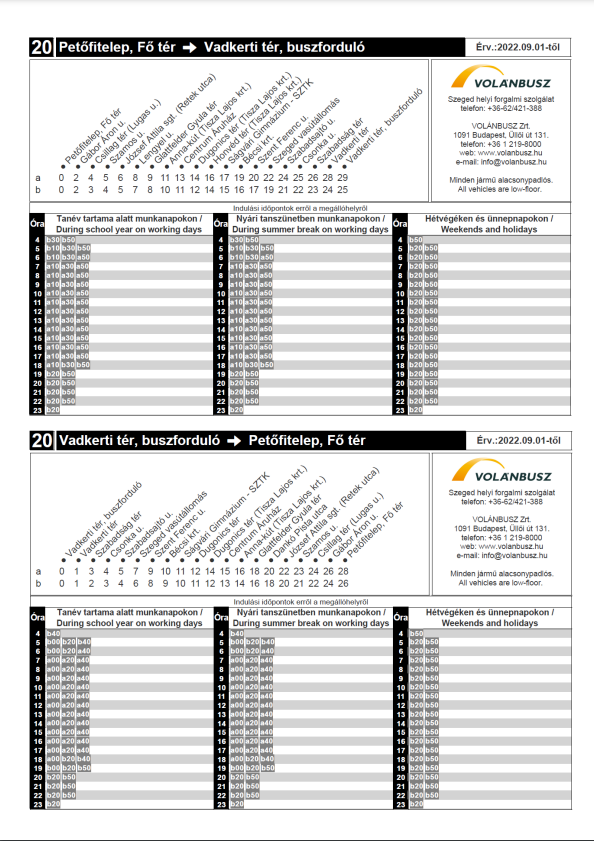 20 Petőfitelep, Fő tér → Vadkerti tér, buszforduló Érv.:2022.09.01-től
Petőfitelep, Fő tér
Gábor Áron u.
Csillag tér (Lugas u.)
Szamos u.
József Attila sgt. (Retek utca)
Lengyel u.
Glattfelder Gyula tér
Anna-kút (Tisza Lajos krt.)
Centrum Áruház
Dugonics tér (Tisza Lajos krt.)
Honvéd tér (Tisza Lajos krt.)
Ságvári Gimnázium - SZTK
Bécsi krt.
Szent Ferenc u.
Szeged vasútállomás
Szabadsajtó u.
Csonka u.
Szabadság tér
Vadkerti tér
Vadkerti tér, buszforduló
a 0 2 4 5 6 8 9 11 13 14 16 17 19 20 22 24 25 26 28 29
b 0 2 3 4 5 6 8 9 11 12 14 15 16 17 19 21 22 23 24 25
VOLÁNBUSZ
Szeged helyi forgalmi szolgálat
telefon: +36-62/421-388
VOLÁNBUSZ Zrt.
1091 Budapest, Üllői út 131.
telefon: +36 1 219-8000
web: www.volanbusz.hu
e-mail: info@volanbusz.hu
Minden jármű alacsonypadlós.
All vehicles are low-floor.
Indulási időpontok erről a megállóhelyről
Óra Tanév tartama alatt munkanapokon / During school year on working days Óra Nyári tanszünetben munkanapokon / During summer break on working days Óra Hétvégéken és ünnepnapokon / Weekends and holidays
4 b30 b50 4 b30 b50 4 b50
5 b10 b30 b50 5 b10 b30 b50 5 b20 b50
6 b10 b30 a50 6 b10 b30 a50 6 b20 b50
7 a10 a30 a50 7 a10 a30 a50 7 b20 b50
8 a10 a30 a50 8 a10 a30 a50 8 b20 b50
9 a10 a30 a50 9 a10 a30 a50 9 b20 b50
10 a10 a30 a50 10 a10 a30 a50 10 b20 b50
11 a10 a30 a50 11 a10 a30 a50 11 b20 b50
12 a10 a30 a50 12 a10 a30 a50 12 b20 b50
13 a10 a30 a50 13 a10 a30 a50 13 b20 b50
14 a10 a30 a50 14 a10 a30 a50 14 b20 b50
15 a10 a30 a50 15 a10 a30 a50 15 b20 b50
16 a10 a30 a50 16 a10 a30 a50 16 b20 b50
17 a10 a30 a50 17 a10 a30 a50 17 b20 b50
18 a10 b30 b50 18 a10 b30 b50 18 b20 b50
19 b20 b50 19 b20 b50 19 b20 b50
20 b20 b50 20 b20 b50 20 b20 b50
21 b20 b50 21 b20 b50 21 b20 b50
22 b20 b50 22 b20 b50 22 b20 b50
23 b20 23 b20 23 b20
20 Vadkerti tér, buszforduló → Petőfitelep, Fő tér Érv.:2022.09.01-től
Vadkerti tér, buszforduló
Vadkerti tér
Szabadság tér
Csonka u.
Szabadsajtó u.
Szeged vasútállomás
Szent Ferenc u.
Bécsi krt.
Ságvári Gimnázium - SZTK
Dugonics tér
Dugonics tér (Tisza Lajos krt.)
Centrum Áruház
Anna-kút (Tisza Lajos krt.)
Glattfelder Gyula tér
Dankó Pista utca
József Attila sgt. (Retek utca)
Szamos u.
Csillag tér (Lugas u.)
Gábor Áron u.
Petőfitelep, Fő tér
a 0 1 3 4 5 7 9 10 11 12 13 15 16 18 20 22 23 24 26 28
b 0 1 2 3 4 6 8 9 10 11 12 13 14 16 18 20 21 22 24 26
VOLÁNBUSZ
Szeged helyi forgalmi szolgálat
telefon: +36-62/421-388
VOLÁNBUSZ Zrt.
1091 Budapest, Üllői út 131.
telefon: +36 1 219-8000
web: www.volanbusz.hu
e-mail: info@volanbusz.hu
Minden jármű alacsonypadlós.
All vehicles are low-floor.
Indulási időpontok erről a megállóhelyről
Óra Tanév tartama alatt munkanapokon / During school year on working days Óra Nyári tanszünetben munkanapokon / During summer break on working days Óra Hétvégéken és ünnepnapokon / Weekends and holidays
4 b40 4 b40 4 b50
5 b00 b20 b40 5 b00 b20 b40 5 b20 b50
6 b00 b20 a40 6 b00 b20 a40 6 b20 b50
7 a00 a20 a40 7 a00 a20 a40 7 b20 b50
8 a00 a20 a40 8 a00 a20 a40 8 b20 b50
9 a00 a20 a40 9 a00 a20 a40 9 b20 b50
10 a00 a20 a40 10 a00 a20 a40 10 b20 b50
11 a00 a20 a40 11 a00 a20 a40 11 b20 b50
12 a00 a20 a40 12 a00 a20 a40 12 b20 b50
13 a00 a20 a40 13 a00 a20 a40 13 b20 b50
14 a00 a20 a40 14 a00 a20 a40 14 b20 b50
15 a00 a20 a40 15 a00 a20 a40 15 b20 b50
16 a00 a20 a40 16 a00 a20 a40 16 b20 b50
17 a00 a20 a40 17 a00 a20 a40 17 b20 b50
18 a00 b20 b40 18 a00 b20 b40 18 b20 b50
19 b00 b20 b50 19 b00 b20 b50 19 b20 b50
20 b20 b50 20 b20 b50 20 b20 b50
21 b20 b50 21 b20 b50 21 b20 b50
22 b20 b50 22 b20 b50 22 b20 b50
23 b20 23 b20 23 b20